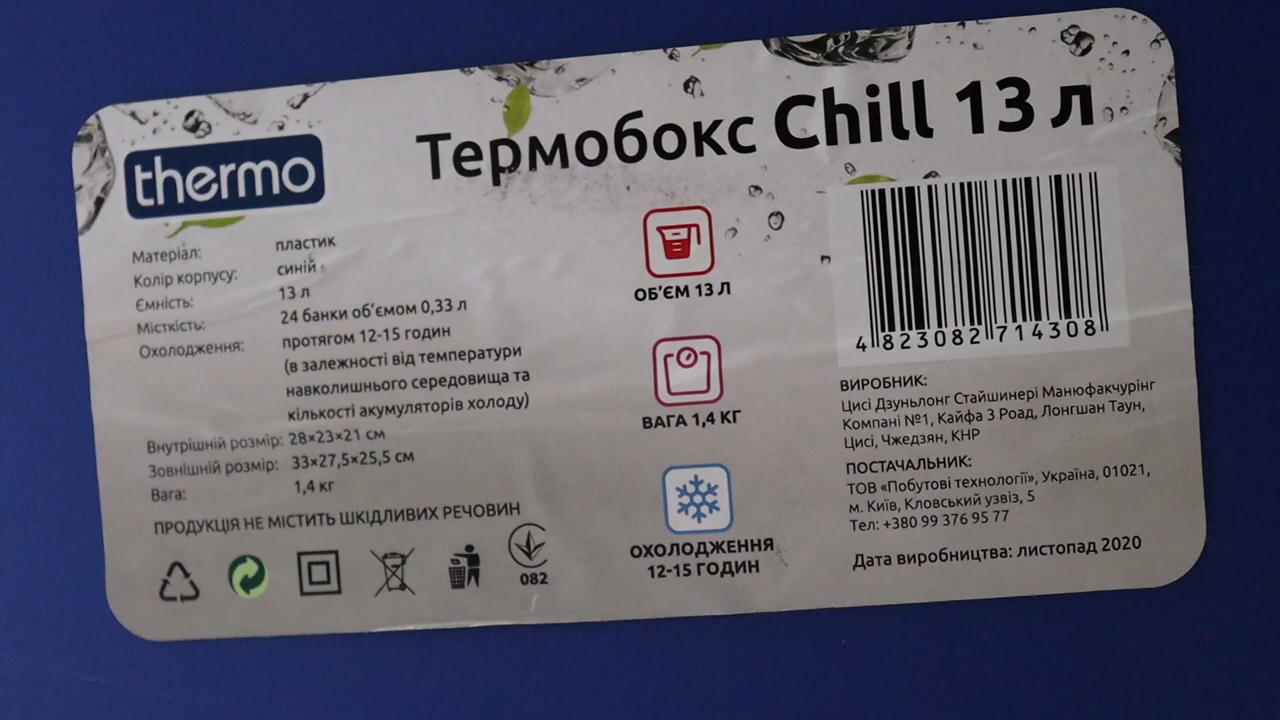 thermo
Термобокс Chill 13 л
Матеріал: пластик
Колір корпусу: синій
Ємність: 13 л
Місткість: 24 банки об'ємом 0,33 л
Охолодження: протягом 12-15 годин
(в залежності від температури
навколишнього середовища та
кількості акумуляторів холоду)
Внутрішній розмір: 28×23×21 см
Зовнішній розмір: 33×27,5×25,5 см
Вага: 1,4 кг
ПРОДУКЦІЯ НЕ МІСТИТЬ ШКІДЛИВИХ РЕЧОВИН
082
ОБ'ЄМ 13 Л
ВАГА 1,4 КГ
ОХОЛОДЖЕННЯ
12-15 ГОДИН
4 823082 714308
ВИРОБНИК:
Цисі Дзуньлонг Стайшинері Манюфакчурінг
Компані №1, Кайфа 3 Роад, Лонгшан Таун,
Цисі, Чжедзян, КНР
ПОСТАЧАЛЬНИК:
ТОВ «Побутові технології», Україна, 01021,
м. Київ, Кловський узвіз, 5
Тел: +380 99 376 95 77
Дата виробництва: листопад 2020